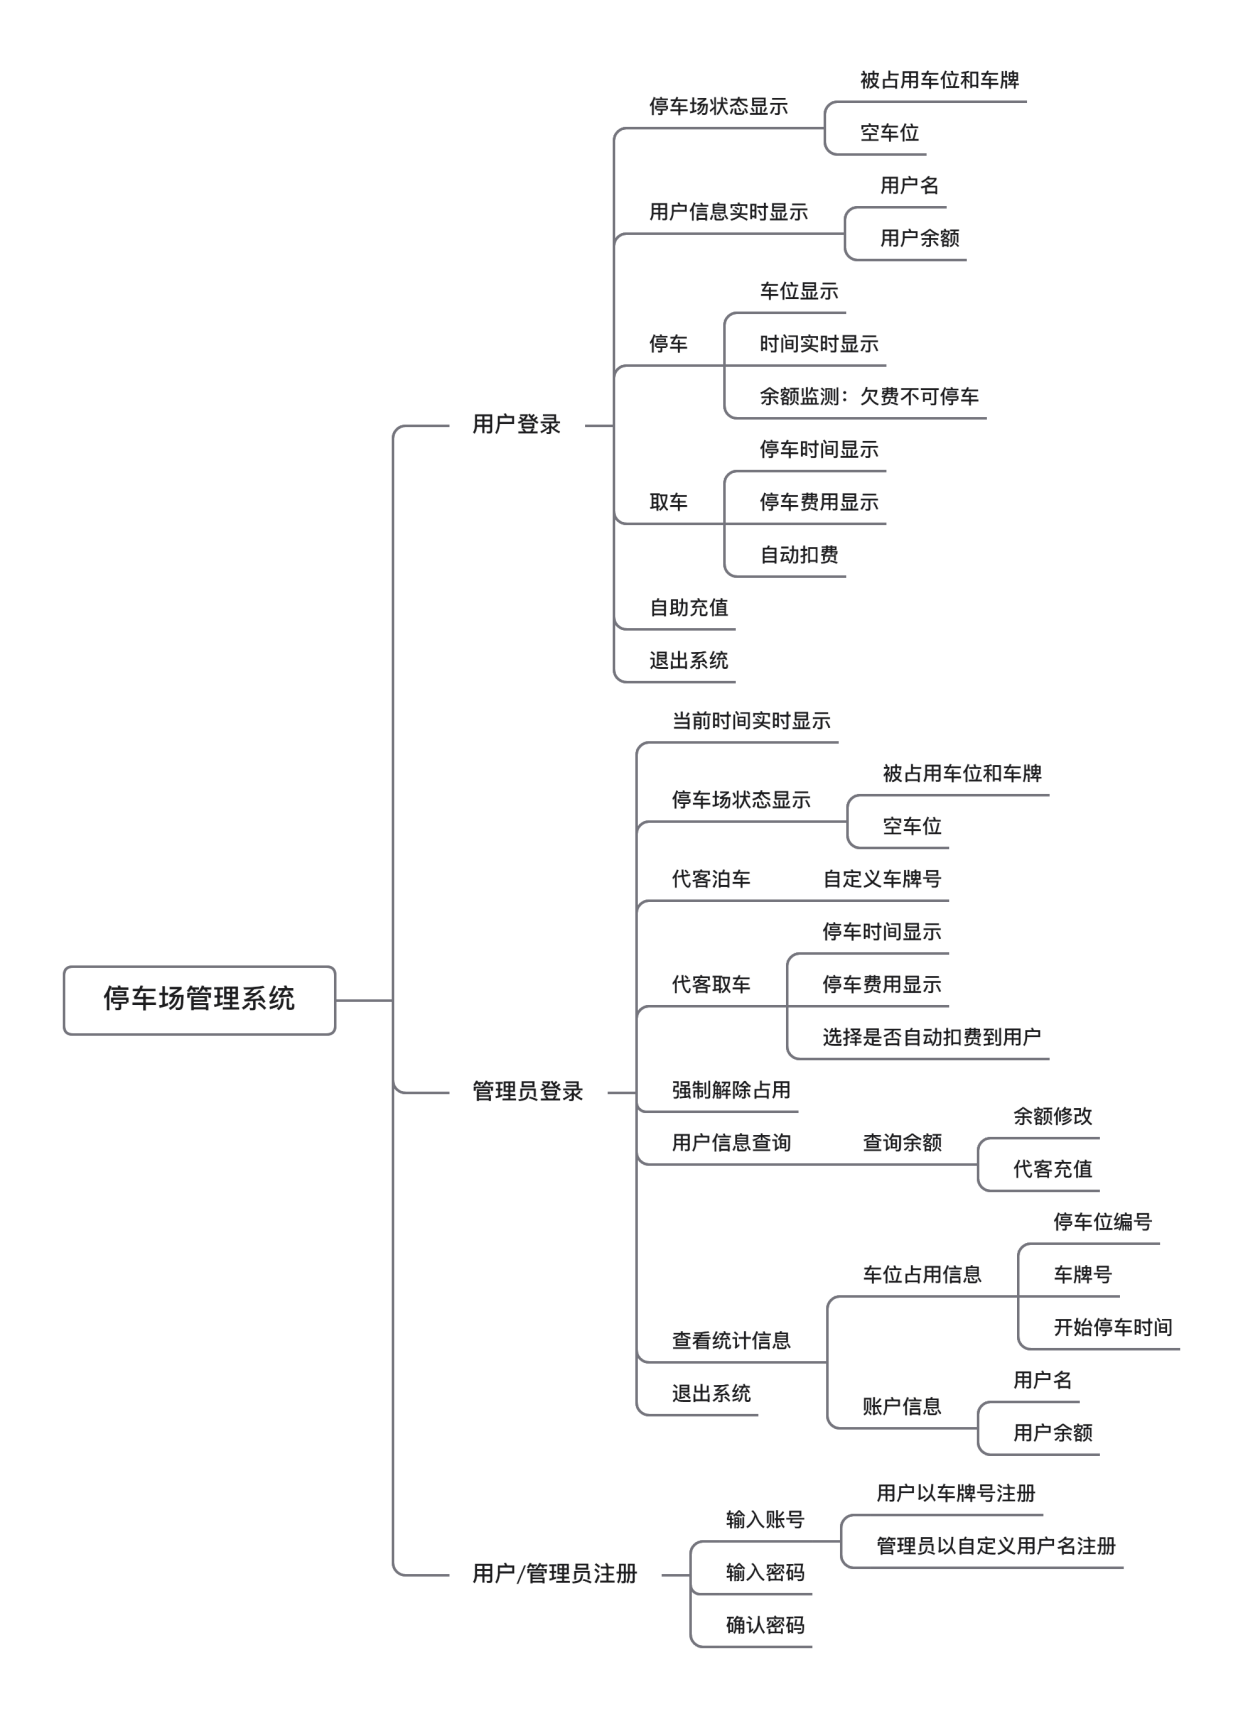 停车场管理系统
用户登录
停车场状态显示
被占用车位和车牌
空车位
用户信息实时显示
用户名
用户余额
停车
车位显示
时间实时显示
余额监测：欠费不可停车
取车
停车时间显示
停车费用显示
自动扣费
自助充值
退出系统
管理员登录
当前时间实时显示
停车场状态显示
被占用车位和车牌
空车位
代客泊车
自定义车牌号
代客取车
停车时间显示
停车费用显示
选择是否自动扣费到用户
强制解除占用
用户信息查询
查询余额
余额修改
代客充值
查看统计信息
车位占用信息
停车位编号
车牌号
开始停车时间
账户信息
用户名
用户余额
退出系统
用户/管理员注册
输入账号
用户以车牌号注册
管理员以自定义用户名注册
输入密码
确认密码